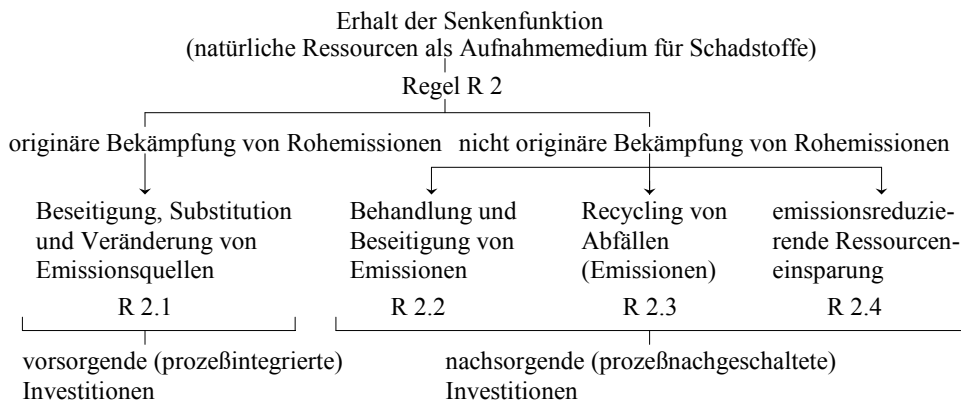 Erhalt der Senkenfunktion
(natürliche Ressourcen als Aufnahmemedium für Schadstoffe)
Regel R 2
originäre Bekämpfung von Rohemissionen
nicht originäre Bekämpfung von Rohemissionen
Beseitigung, Substitution
und Veränderung von
Emissionsquellen
R 2.1
Behandlung und
Beseitigung von
Emissionen
R 2.2
Recycling von
Abfällen
(Emissionen)
R 2.3
emissionsreduzie-
rende Ressourcen-
einsparung
R 2.4
vorsorgende (prozeßintegrierte)
Investitionen
nachsorgende (prozeßnachgeschaltete)
Investitionen